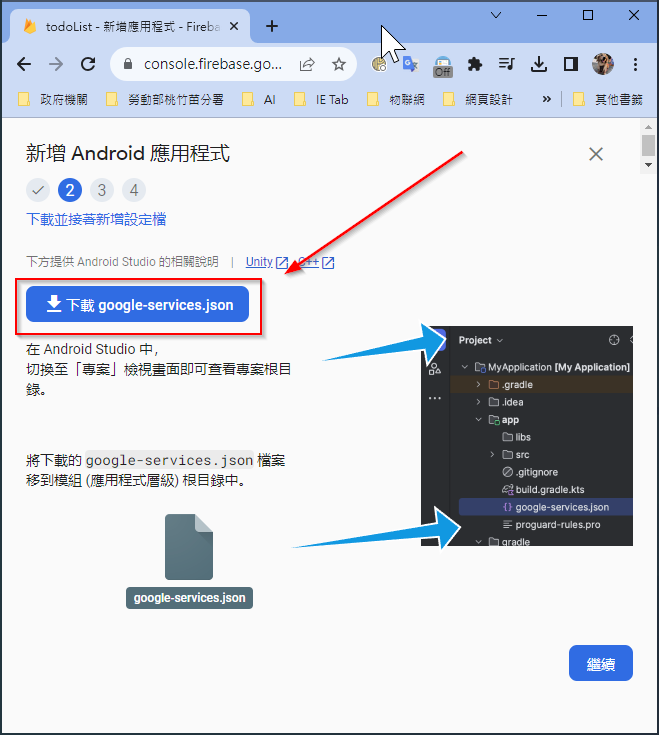 todoList - 新增應用程式 - Fireba
console.firebase.go...
Off
政府機關
勞動部桃竹苗分署
AI
IE Tab
物聯網
網頁設計
»
其他書籤
新增 Android 應用程式
2 3 4
下載並接著新增設定檔
下方提供 Android Studio 的相關說明 | Unity C++
下載 google-services.json
在 Android Studio 中，
切換至「專案」檢視畫面即可查看專案根目
錄。
將下載的 google-services.json 檔案
移到模組 (應用程式層級) 根目錄中。
google-services.json
Project
MyApplication [My Application]
.gradle
.idea
app
libs
src
.gitignore
build.gradle.kts
{} google-services.json
proguard-rules.pro
gradle
繼續